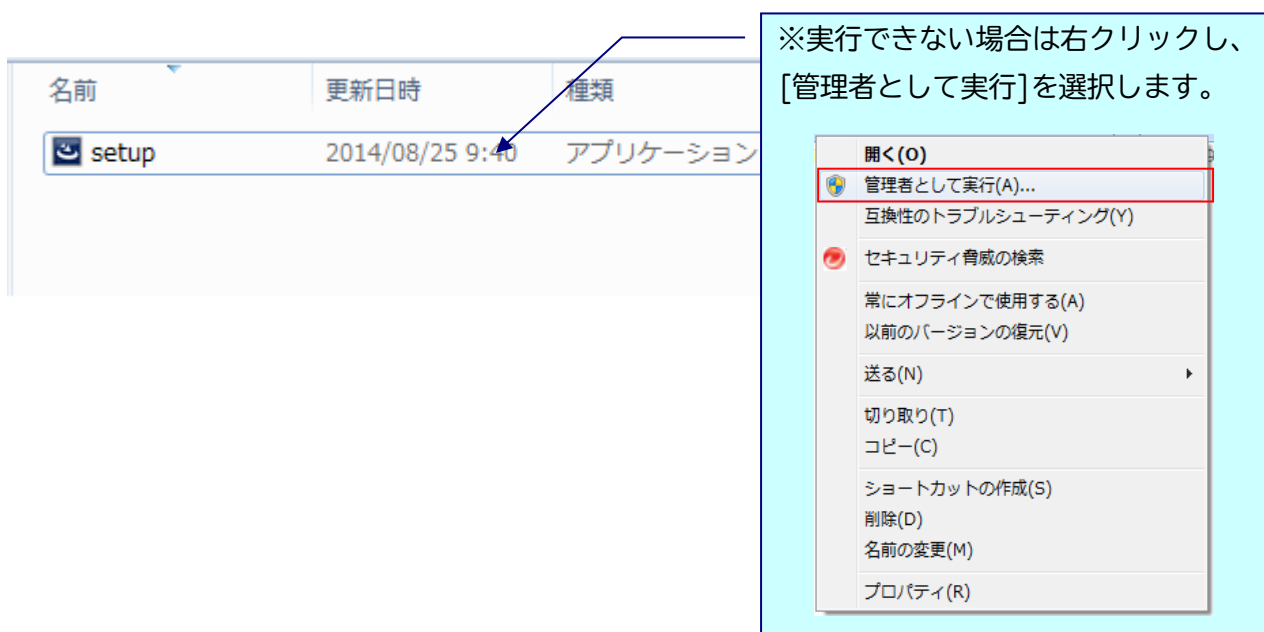 ※実行できない場合は右クリックし、
[管理者として実行]を選択します。
名前 更新日時 種類
setup 2014/08/25 9:40 アプリケーション
開く(O)
管理者として実行(A)...
互換性のトラブルシューティング(Y)
セキュリティ脅威の検索
常にオフラインで使用する(A)
以前のバージョンの復元(V)
送る(N)
切り取り(T)
コピー(C)
ショートカットの作成(S)
削除(D)
名前の変更(M)
プロパティ(R)